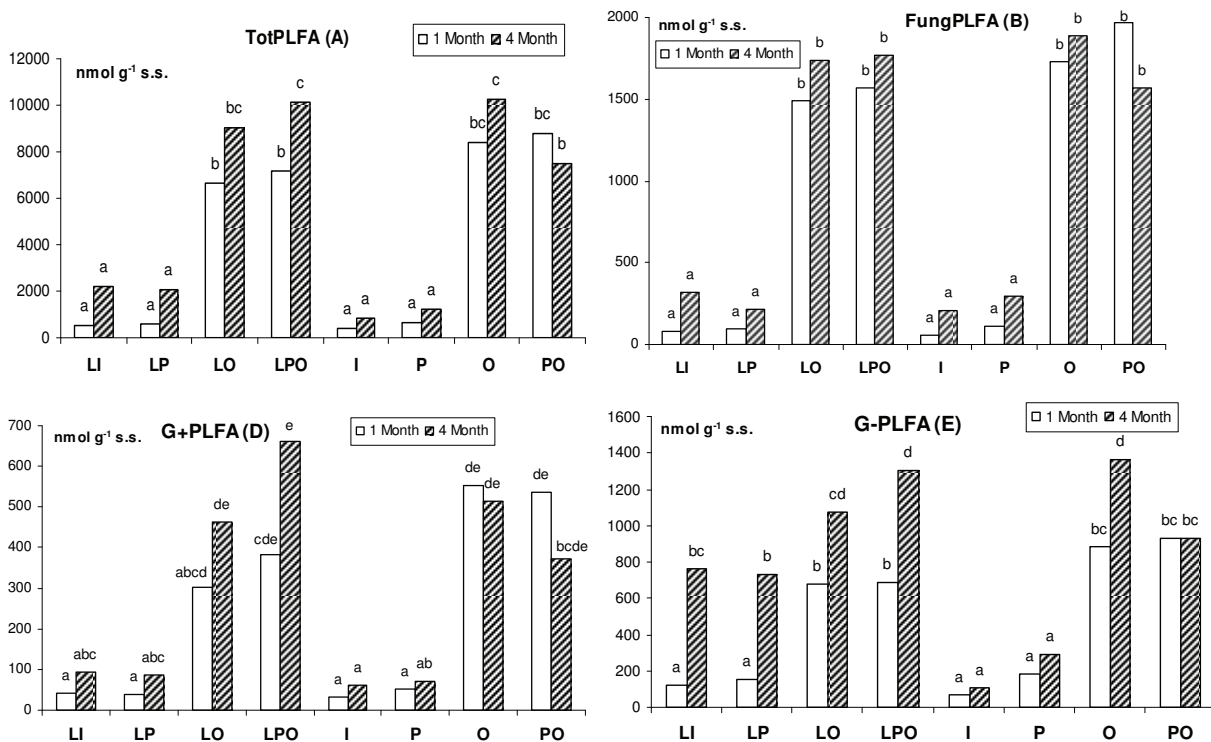 TotPLFA (A)
1 Month 4 Month
nmol g⁻¹ s.s.
12000
10000
8000
6000
4000
2000
0
a a a a b bc b c a a a a bc c bc b
LI LP LO LPO I P O PO
FungPLFA (B)
nmol g⁻¹ s.s.
1 Month 4 Month
2000
1500
1000
500
0
a a a a b b b b a a a a b b b b
LI LP LO LPO I P O PO
G+PLFA (D)
1 Month 4 Month
nmol g⁻¹ s.s.
700
600
500
400
300
200
100
0
a abc a abc abcd de cde e a a a ab de de de bcde
LI LP LO LPO I P O PO
G-PLFA (E)
1 Month 4 Month
nmol g⁻¹ s.s.
1600
1400
1200
1000
800
600
400
200
0
a bc a b b cd b d a a a a bc d bc bc
LI LP LO LPO I P O PO